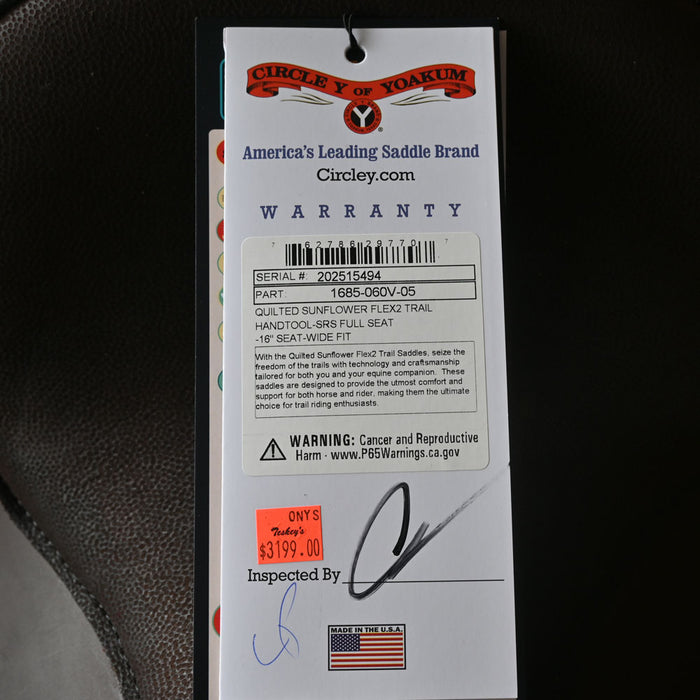 CIRCLE Y OF YOAKUM
Y
®
America's Leading Saddle Brand
Circley.com
WARRANTY
7 62786 29770 7
SERIAL #: 202515494
PART: 1685-060V-05
QUILTED SUNFLOWER FLEX2 TRAIL
HANDTOOL-SRS FULL SEAT
-16" SEAT-WIDE FIT
With the Quilted Sunflower Flex2 Trail Saddles, seize the
freedom of the trails with technology and craftsmanship
tailored for both you and your equine companion. These
saddles are designed to provide the utmost comfort and
support for both horse and rider, making them the ultimate
choice for trail riding enthusiasts.
WARNING: Cancer and Reproductive
Harm - www.P65Warnings.ca.gov
ONYS
Teskey's
$3199.00
Inspected By
MADE IN THE U.S.A.